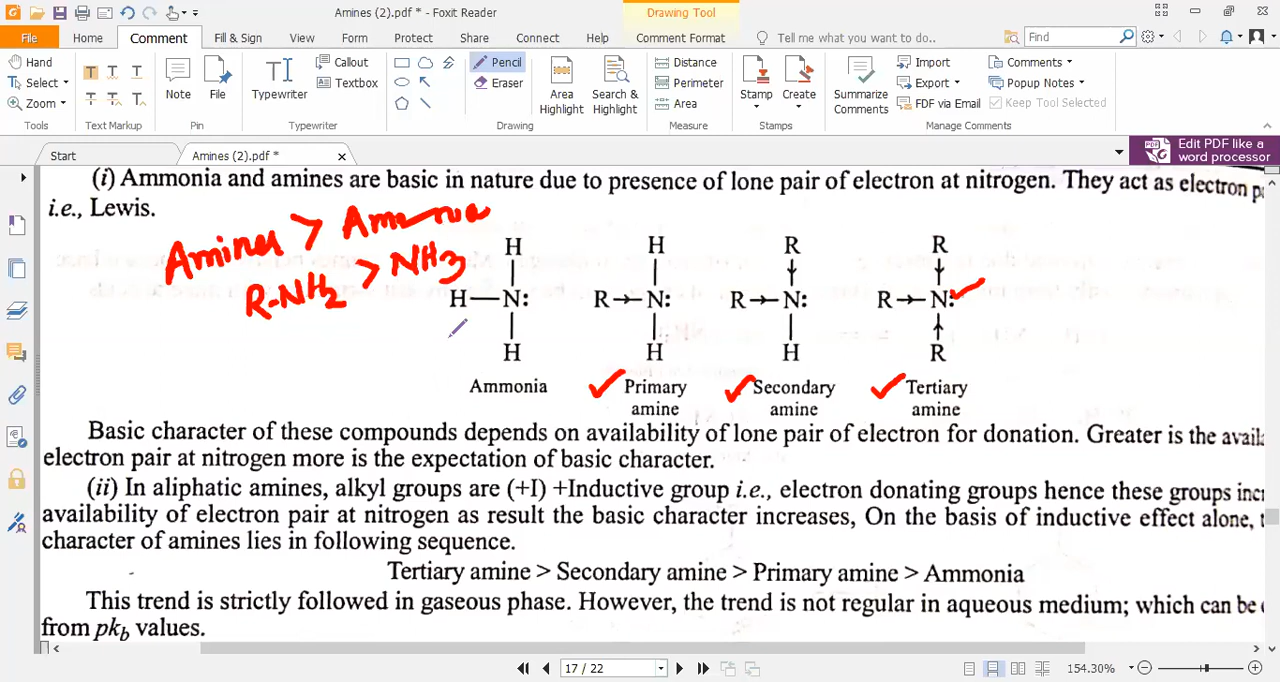 Amines (2).pdf * - Foxit Reader
Drawing Tool
File Home Comment Fill & Sign View Form Protect Share Connect Help Comment Format Tell me what you want to do.. Find
Hand
Select
Zoom
Tools
T T T
T T T
Text Markup
Note File
Pin
Typewriter
Callout
Textbox
Typewriter
Pencil
Eraser
Drawing
Area Highlight
Search & Highlight
Distance
Perimeter
Area
Measure
Stamp Create
Stamps
Summarize Comments
Import
Export
FDF via Email
Comments
Popup Notes
Keep Tool Selected
Manage Comments
Start Amines (2).pdf * Edit PDF like a word processor
(i) Ammonia and amines are basic in nature due to presence of lone pair of electron at nitrogen. They act as electron p
i.e., Lewis.
Amines >
R-NH2 > NH3
H H R R
H—N: R→N: R→N: R→N:
H H H R
Ammonia Primary amine Secondary amine Tertiary amine
Basic character of these compounds depends on availability of lone pair of electron for donation. Greater is the avail
electron pair at nitrogen more is the expectation of basic character.
(ii) In aliphatic amines, alkyl groups are (+I) +Inductive group i.e., electron donating groups hence these groups inc
availability of electron pair at nitrogen as result the basic character increases, On the basis of inductive effect alone, t
character of amines lies in following sequence.
Tertiary amine > Secondary amine > Primary amine > Ammonia
This trend is strictly followed in gaseous phase. However, the trend is not regular in aqueous medium; which can be
from pkb values.
17 / 22 154.30%